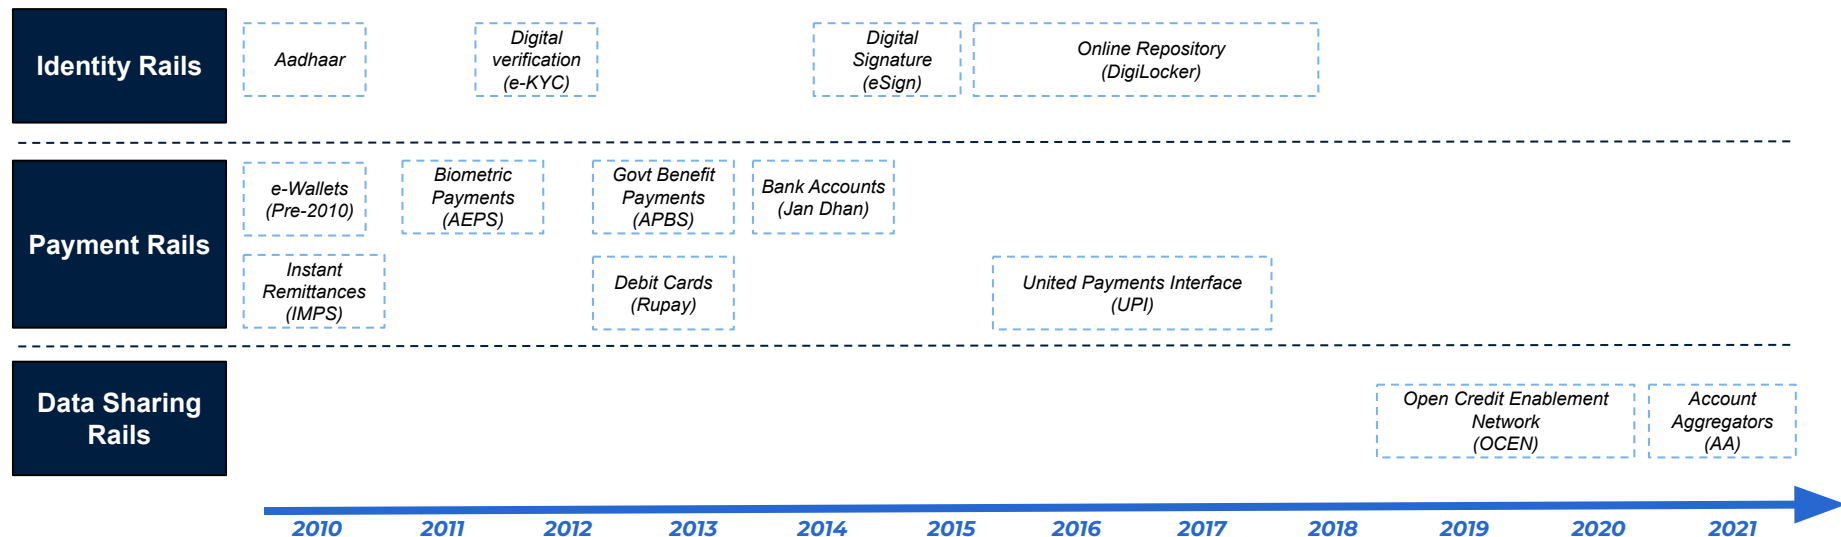 Identity Rails
Aadhaar
Digital
verification
(e-KYC)
Digital
Signature
(eSign)
Online Repository
(DigiLocker)
Payment Rails
e-Wallets
(Pre-2010)
Biometric
Payments
(AEPS)
Govt Benefit
Payments
(APBS)
Bank Accounts
(Jan Dhan)
Instant
Remittances
(IMPS)
Debit Cards
(Rupay)
United Payments Interface
(UPI)
Data Sharing
Rails
Open Credit Enablement
Network
(OCEN)
Account
Aggregators
(AA)
2010 2011 2012 2013 2014 2015 2016 2017 2018 2019 2020 2021